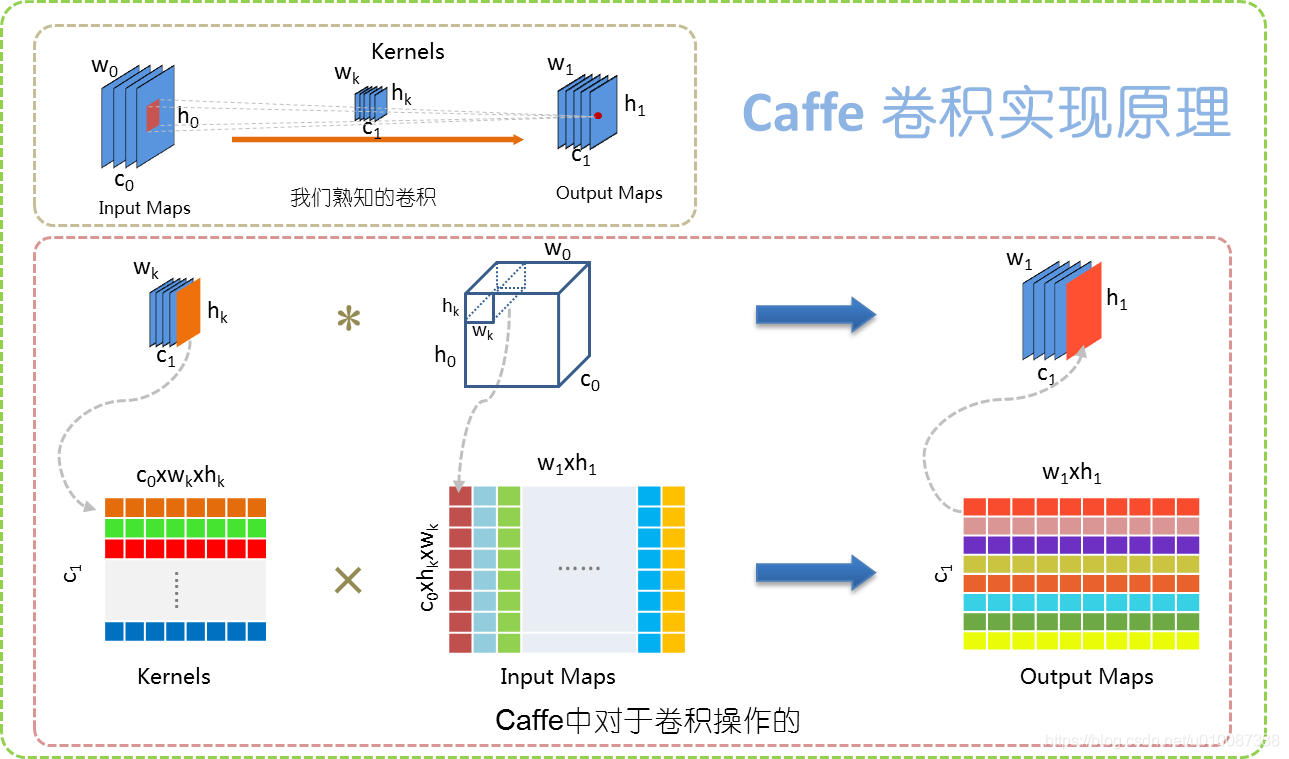 Caffe 卷积实现原理
Kernels
w0
h0
c0
Input Maps
wk
hk
c1
我们熟知的卷积
w1
h1
c1
Output Maps
wk
hk
c1
*
w0
hk
wk
h0
c0
w1
h1
c1
c0xwkxhk
c1
Kernels
×
w1xh1
c0xhkxwk
......
Input Maps
w1xh1
c1
Output Maps
Caffe中对于卷积操作的